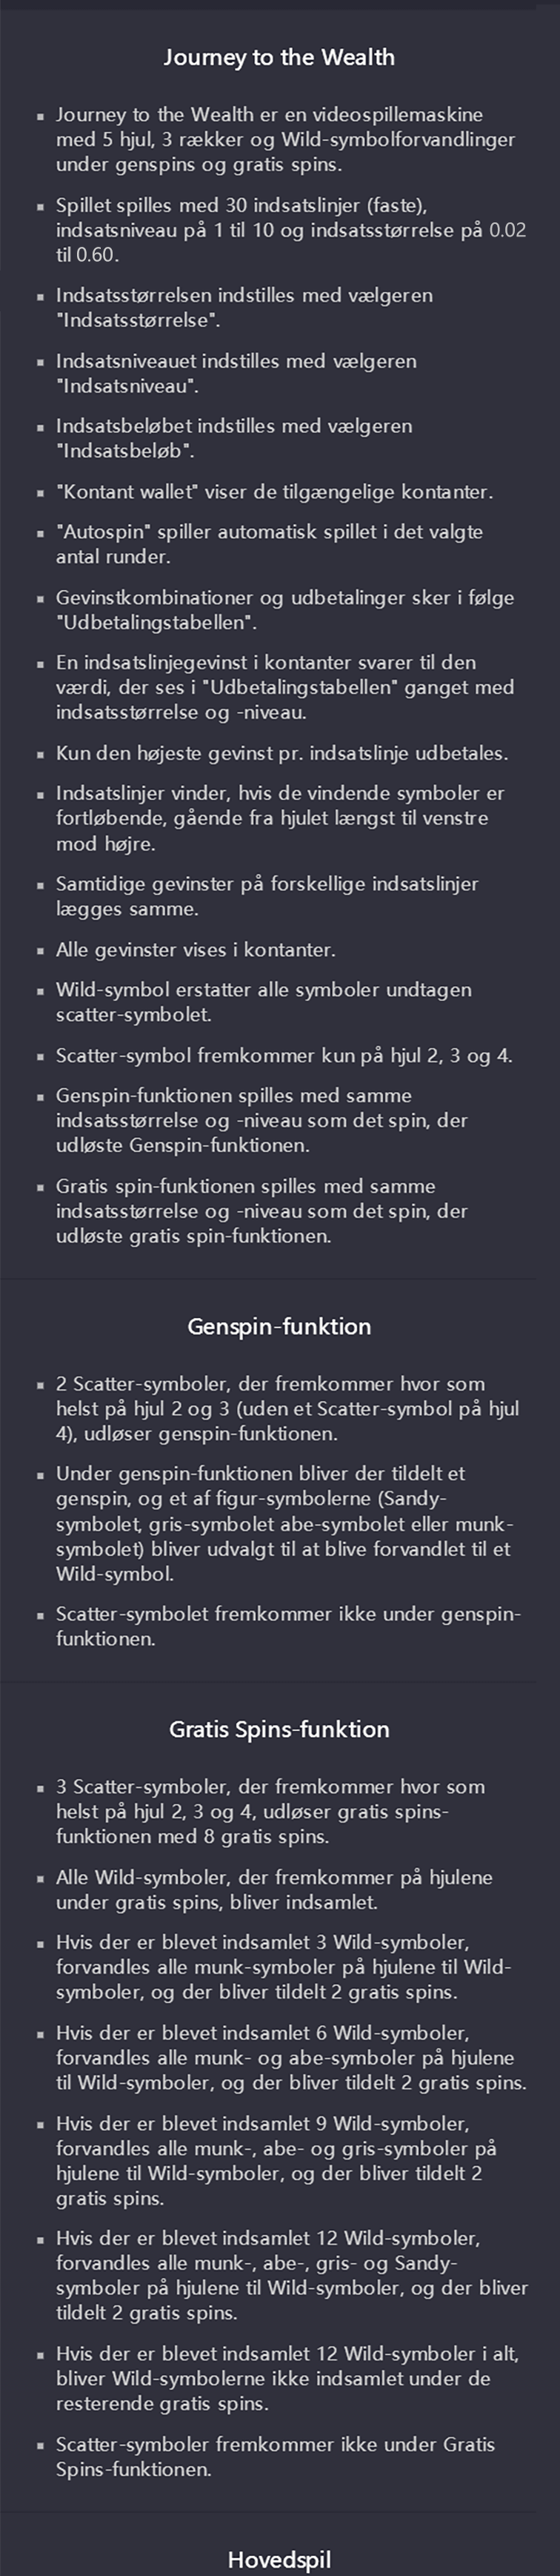 Journey to the Wealth
▪ Journey to the Wealth er en videospillemaskine
med 5 hjul, 3 rækker og Wild-symbolforvandlinger
under genspins og gratis spins.
▪ Spillet spilles med 30 indsatslinjer (faste),
indsatsniveau på 1 til 10 og indsatsstørrelse på 0.02
til 0.60.
▪ Indsatsstørrelsen indstilles med vælgeren
"Indsatsstørrelse".
▪ Indsatsniveauet indstilles med vælgeren
"Indsatsniveau".
▪ Indsatsbeløbet indstilles med vælgeren
"Indsatsbeløb".
▪ "Kontant wallet" viser de tilgængelige kontanter.
▪ "Autospin" spiller automatisk spillet i det valgte
antal runder.
▪ Gevinstkombinationer og udbetalinger sker i følge
"Udbetalingstabellen".
▪ En indsatslinjegevinst i kontanter svarer til den
værdi, der ses i "Udbetalingstabellen" ganget med
indsatsstørrelse og -niveau.
▪ Kun den højeste gevinst pr. indsatslinje udbetales.
▪ Indsatslinjer vinder, hvis de vindende symboler er
fortløbende, gående fra hjulet længst til venstre
mod højre.
▪ Samtidige gevinster på forskellige indsatslinjer
lægges samme.
▪ Alle gevinster vises i kontanter.
▪ Wild-symbol erstatter alle symboler undtagen
scatter-symbolet.
▪ Scatter-symbol fremkommer kun på hjul 2, 3 og 4.
▪ Genspin-funktionen spilles med samme
indsatsstørrelse og -niveau som det spin, der
udløste Genspin-funktionen.
▪ Gratis spin-funktionen spilles med samme
indsatsstørrelse og -niveau som det spin, der
udløste gratis spin-funktionen.
Genspin-funktion
▪ 2 Scatter-symboler, der fremkommer hvor som
helst på hjul 2 og 3 (uden et Scatter-symbol på hjul
4), udløser genspin-funktionen.
▪ Under genspin-funktionen bliver der tildelt et
genspin, og et af figur-symbolerne (Sandy-
symbolet, gris-symbolet abe-symbolet eller munk-
symbolet) bliver udvalgt til at blive forvandlet til et
Wild-symbol.
▪ Scatter-symbolet fremkommer ikke under genspin-
funktionen.
Gratis Spins-funktion
▪ 3 Scatter-symboler, der fremkommer hvor som
helst på hjul 2, 3 og 4, udløser gratis spins-
funktionen med 8 gratis spins.
▪ Alle Wild-symboler, der fremkommer på hjulene
under gratis spins, bliver indsamlet.
▪ Hvis der er blevet indsamlet 3 Wild-symboler,
forvandles alle munk-symboler på hjulene til Wild-
symboler, og der bliver tildelt 2 gratis spins.
▪ Hvis der er blevet indsamlet 6 Wild-symboler,
forvandles alle munk- og abe-symboler på hjulene
til Wild-symboler, og der bliver tildelt 2 gratis spins.
▪ Hvis der er blevet indsamlet 9 Wild-symboler,
forvandles alle munk-, abe- og gris-symboler på
hjulene til Wild-symboler, og der bliver tildelt 2
gratis spins.
▪ Hvis der er blevet indsamlet 12 Wild-symboler,
forvandles alle munk-, abe-, gris- og Sandy-
symboler på hjulene til Wild-symboler, og der bliver
tildelt 2 gratis spins.
▪ Hvis der er blevet indsamlet 12 Wild-symboler i alt,
bliver Wild-symbolerne ikke indsamlet under de
resterende gratis spins.
▪ Scatter-symboler fremkommer ikke under Gratis
Spins-funktionen.
Hovedspil